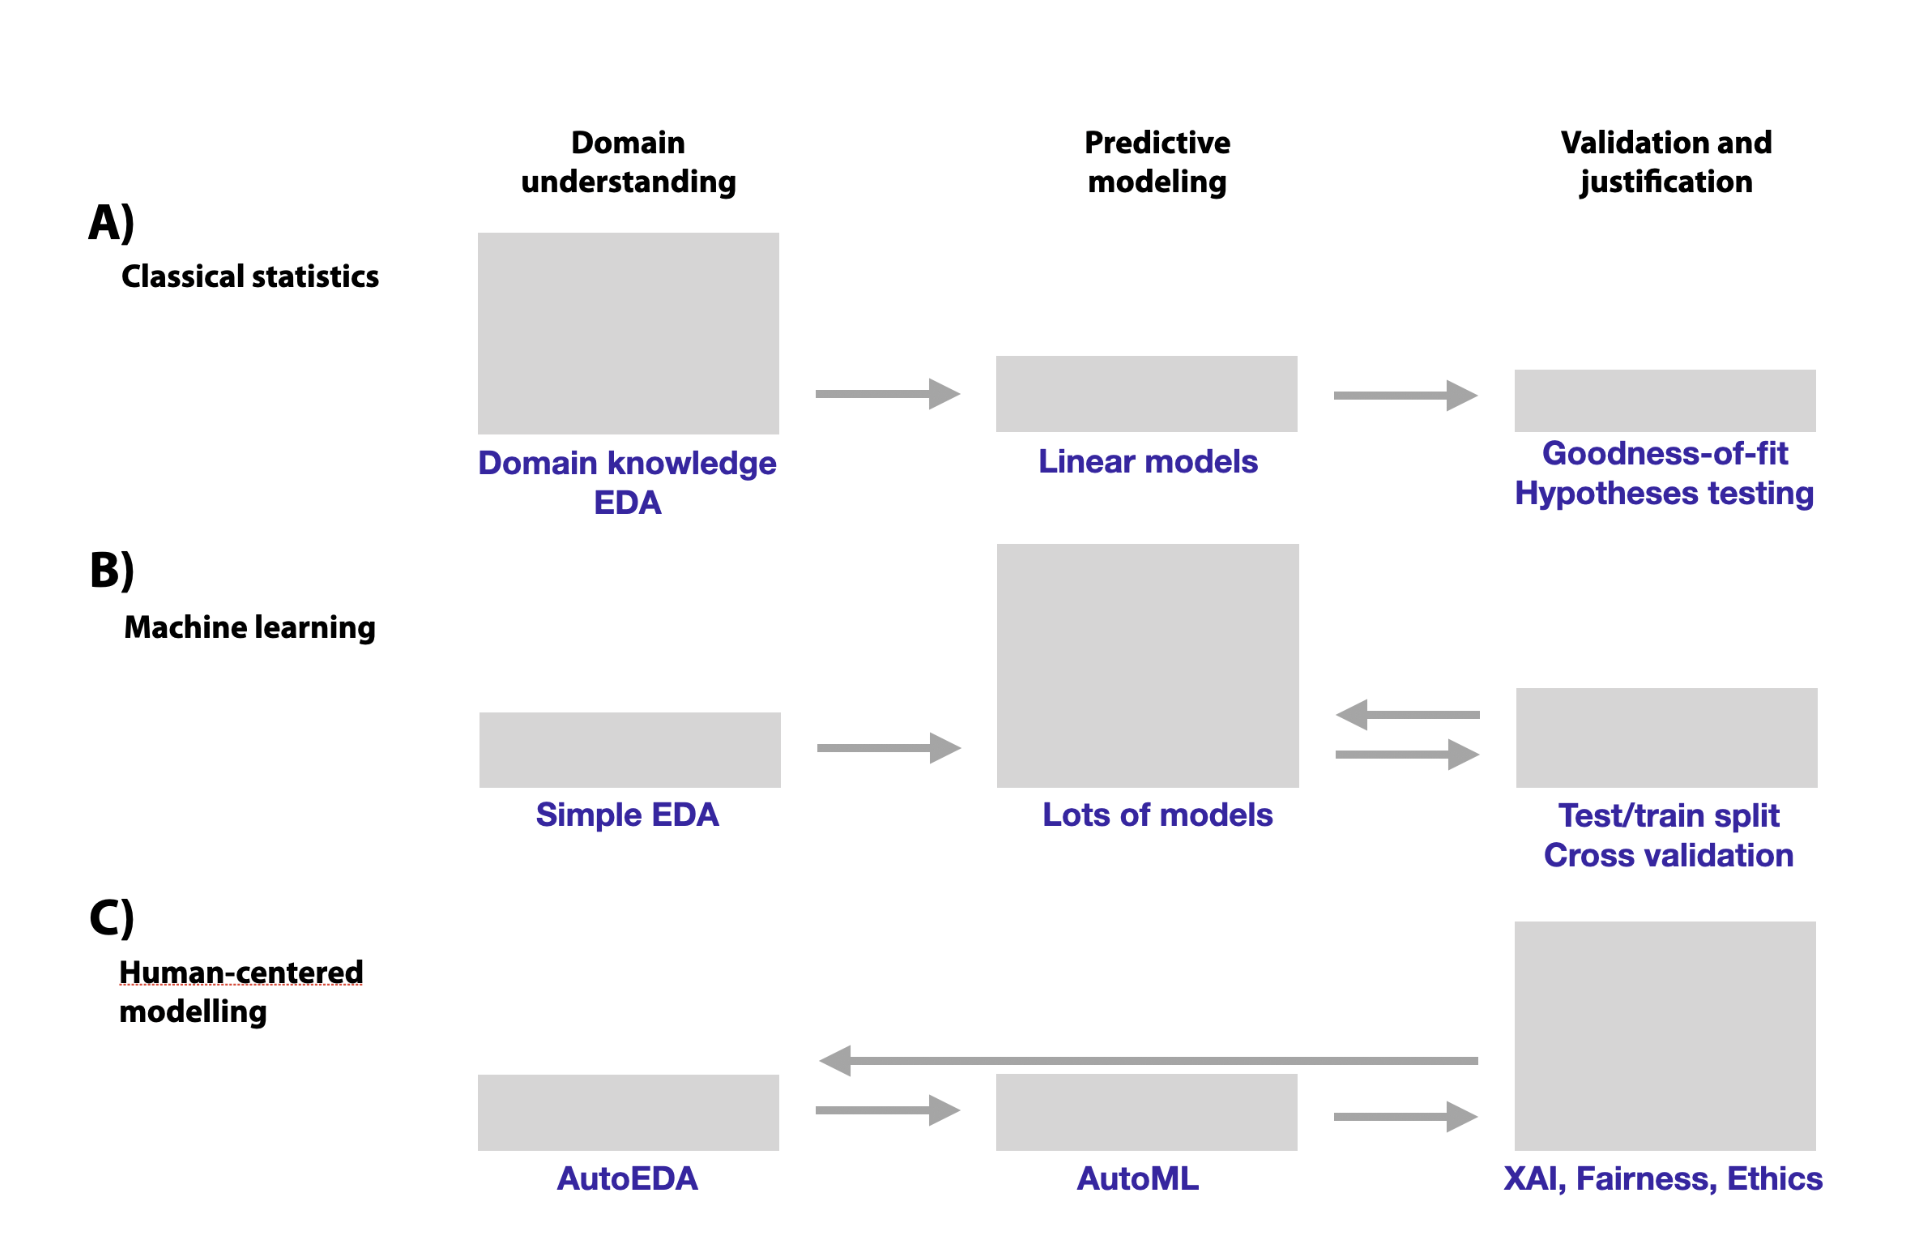 Domain
understanding
Predictive
modeling
Validation and
justification
A)
Classical statistics
Domain knowledge
EDA
Linear models
Goodness-of-fit
Hypotheses testing
B)
Machine learning
Simple EDA
Lots of models
Test/train split
Cross validation
C)
Human-centered
modelling
AutoEDA
AutoML
XAI, Fairness, Ethics